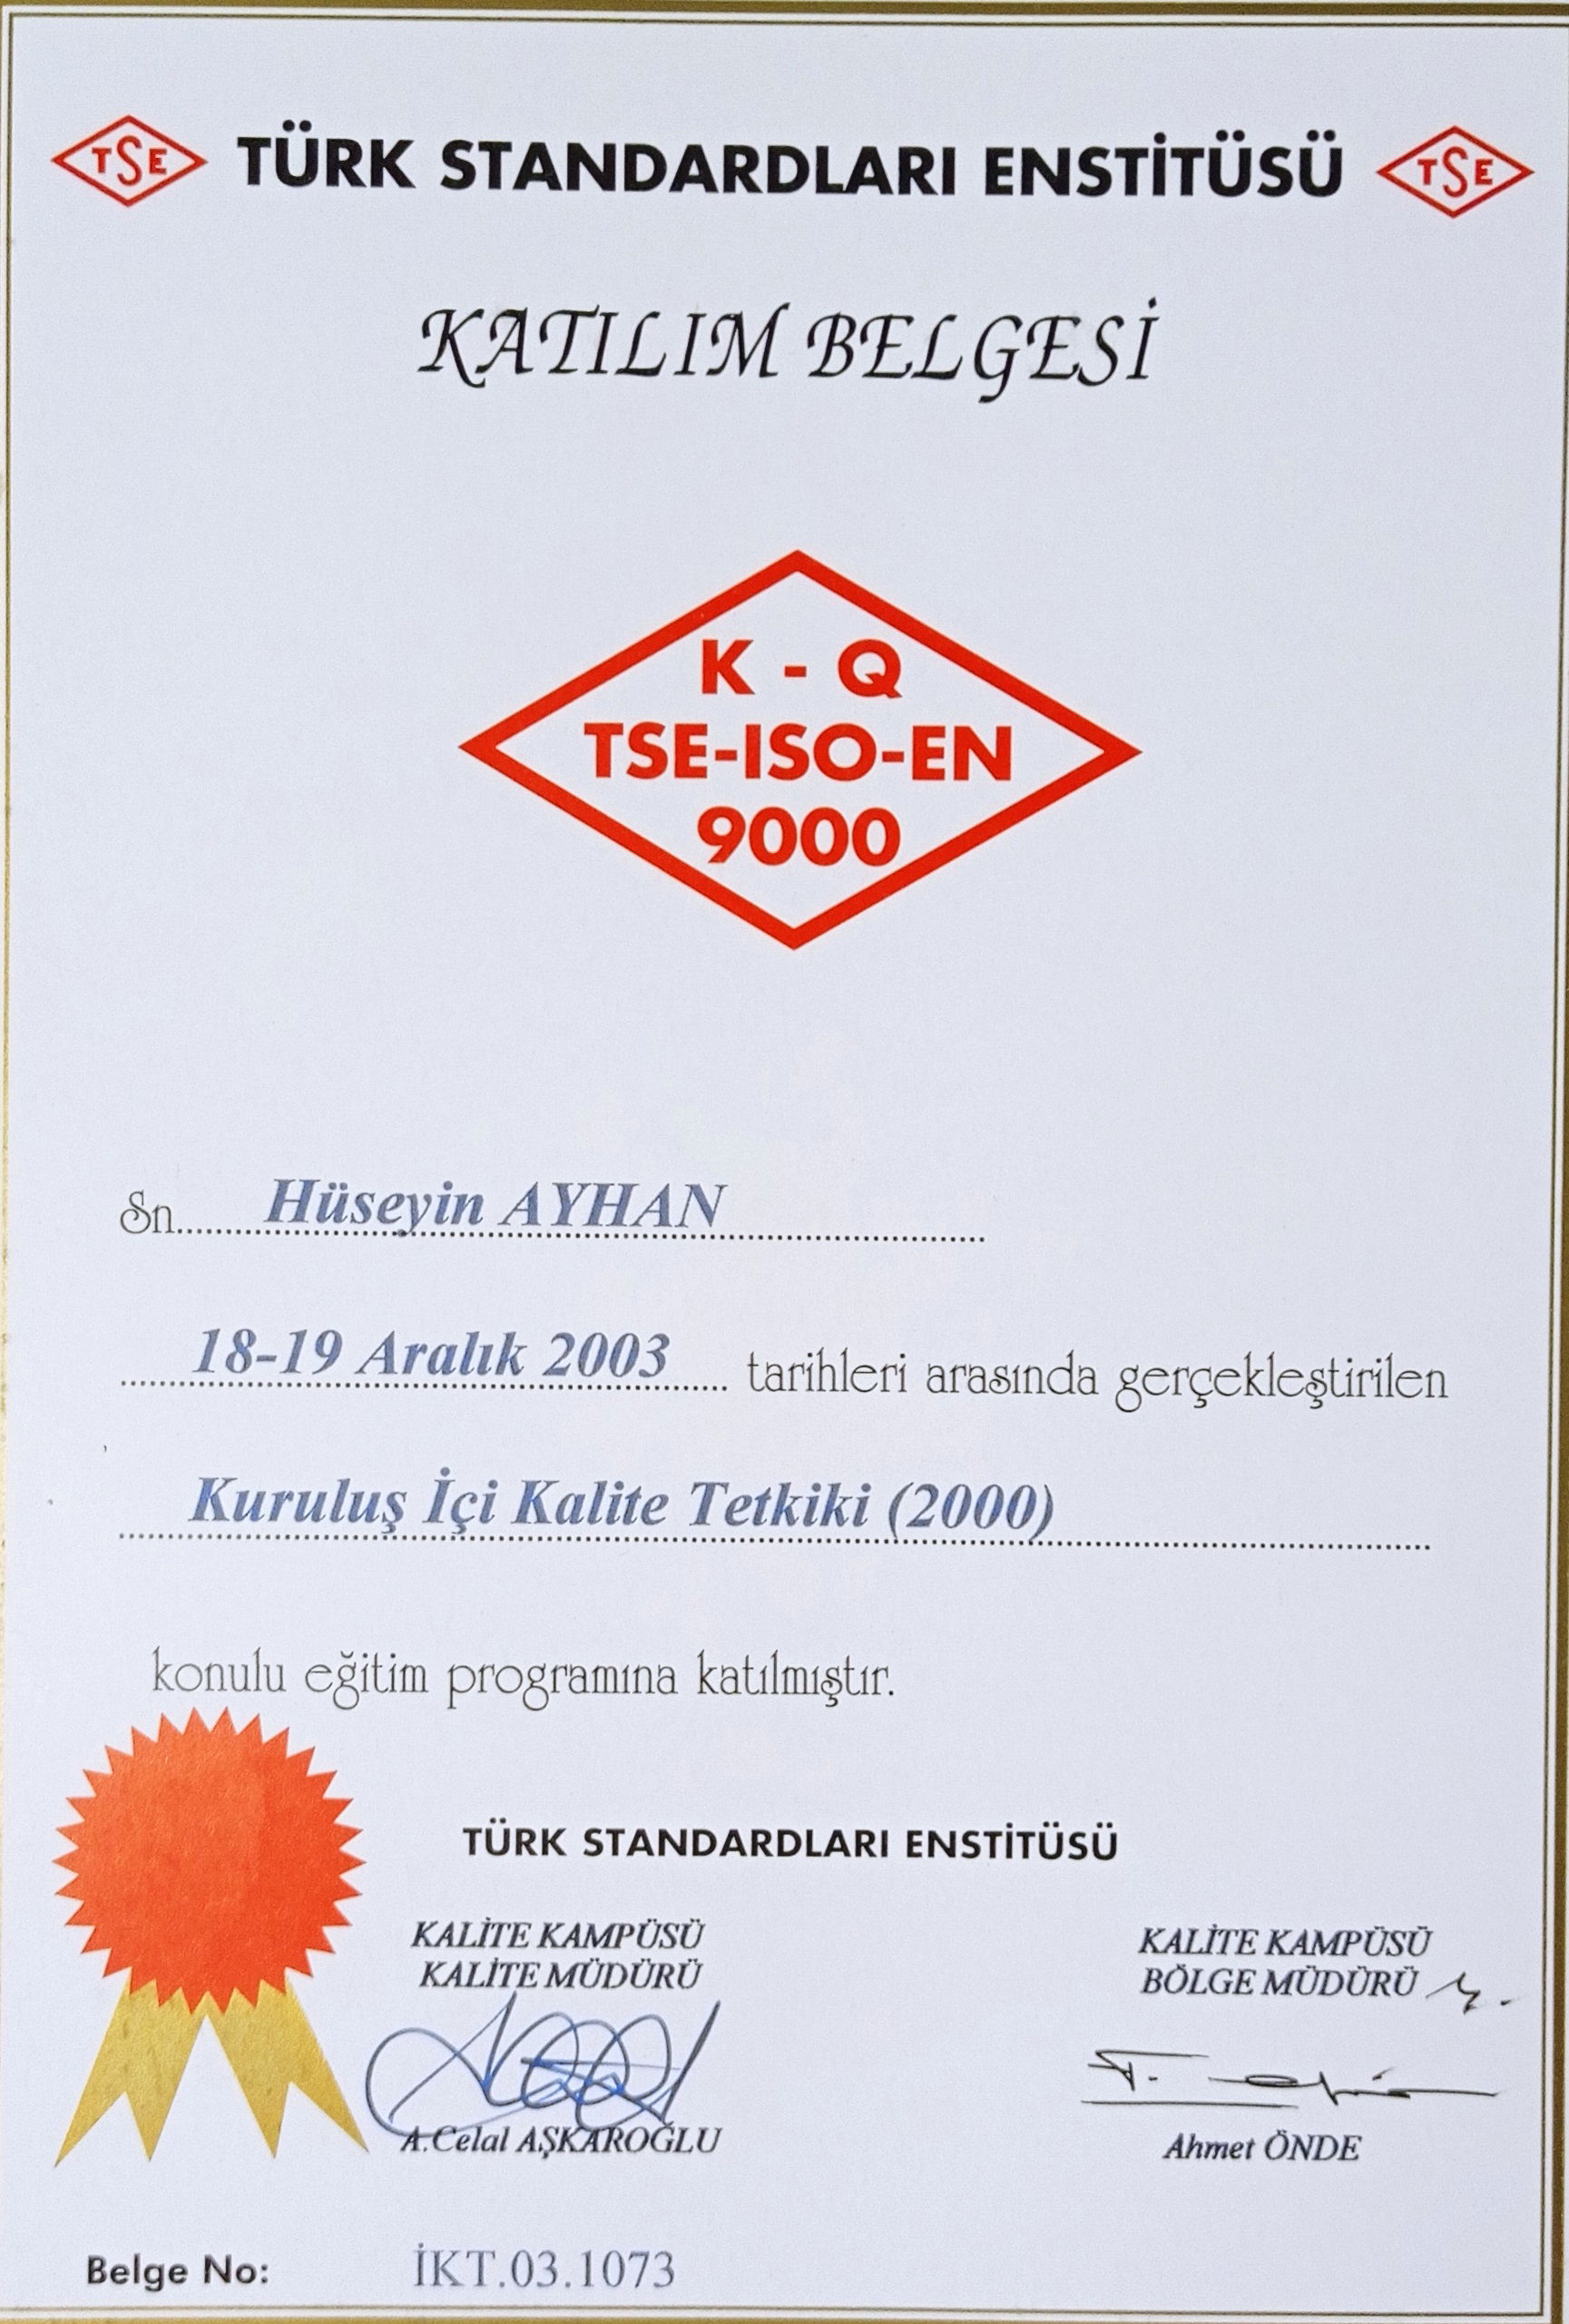 TSE TÜRK STANDARDLARI ENSTİTÜSÜ TSE
KATILIM BELGESİ
K - Q
TSE-ISO-EN
9000
Sn. Hüseyin AYHAN
18-19 Aralık 2003 tarihleri arasında gerçekleştirilen
Kuruluş İçi Kalite Tetkiki (2000)
konulu eğitim programına katılmıştır.
TÜRK STANDARDLARI ENSTİTÜSÜ
KALİTE KAMPÜSÜ
KALİTE MÜDÜRÜ
A.Celal AŞKAROĞLU
KALİTE KAMPÜSÜ
BÖLGE MÜDÜRÜ
Ahmet ÖNDE
Belge No: İKT.03.1073